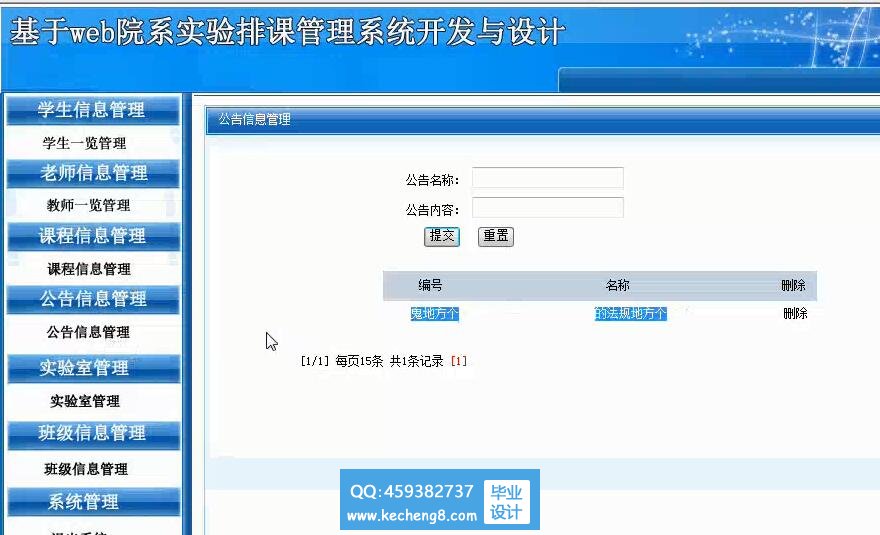 基于web院系实验排课管理系统开发与设计
学生信息管理
学生一览管理
老师信息管理
教师一览管理
课程信息管理
课程信息管理
公告信息管理
公告信息管理
实验室管理
实验室管理
班级信息管理
班级信息管理
系统管理
公告信息管理
公告名称：
公告内容：
提交 重置
编号 名称 删除
鬼地方个 的法规地方个 删除
[1/1] 每页15条 共1条记录 [1]
QQ:459382737
www.kecheng8.com
毕业
设计